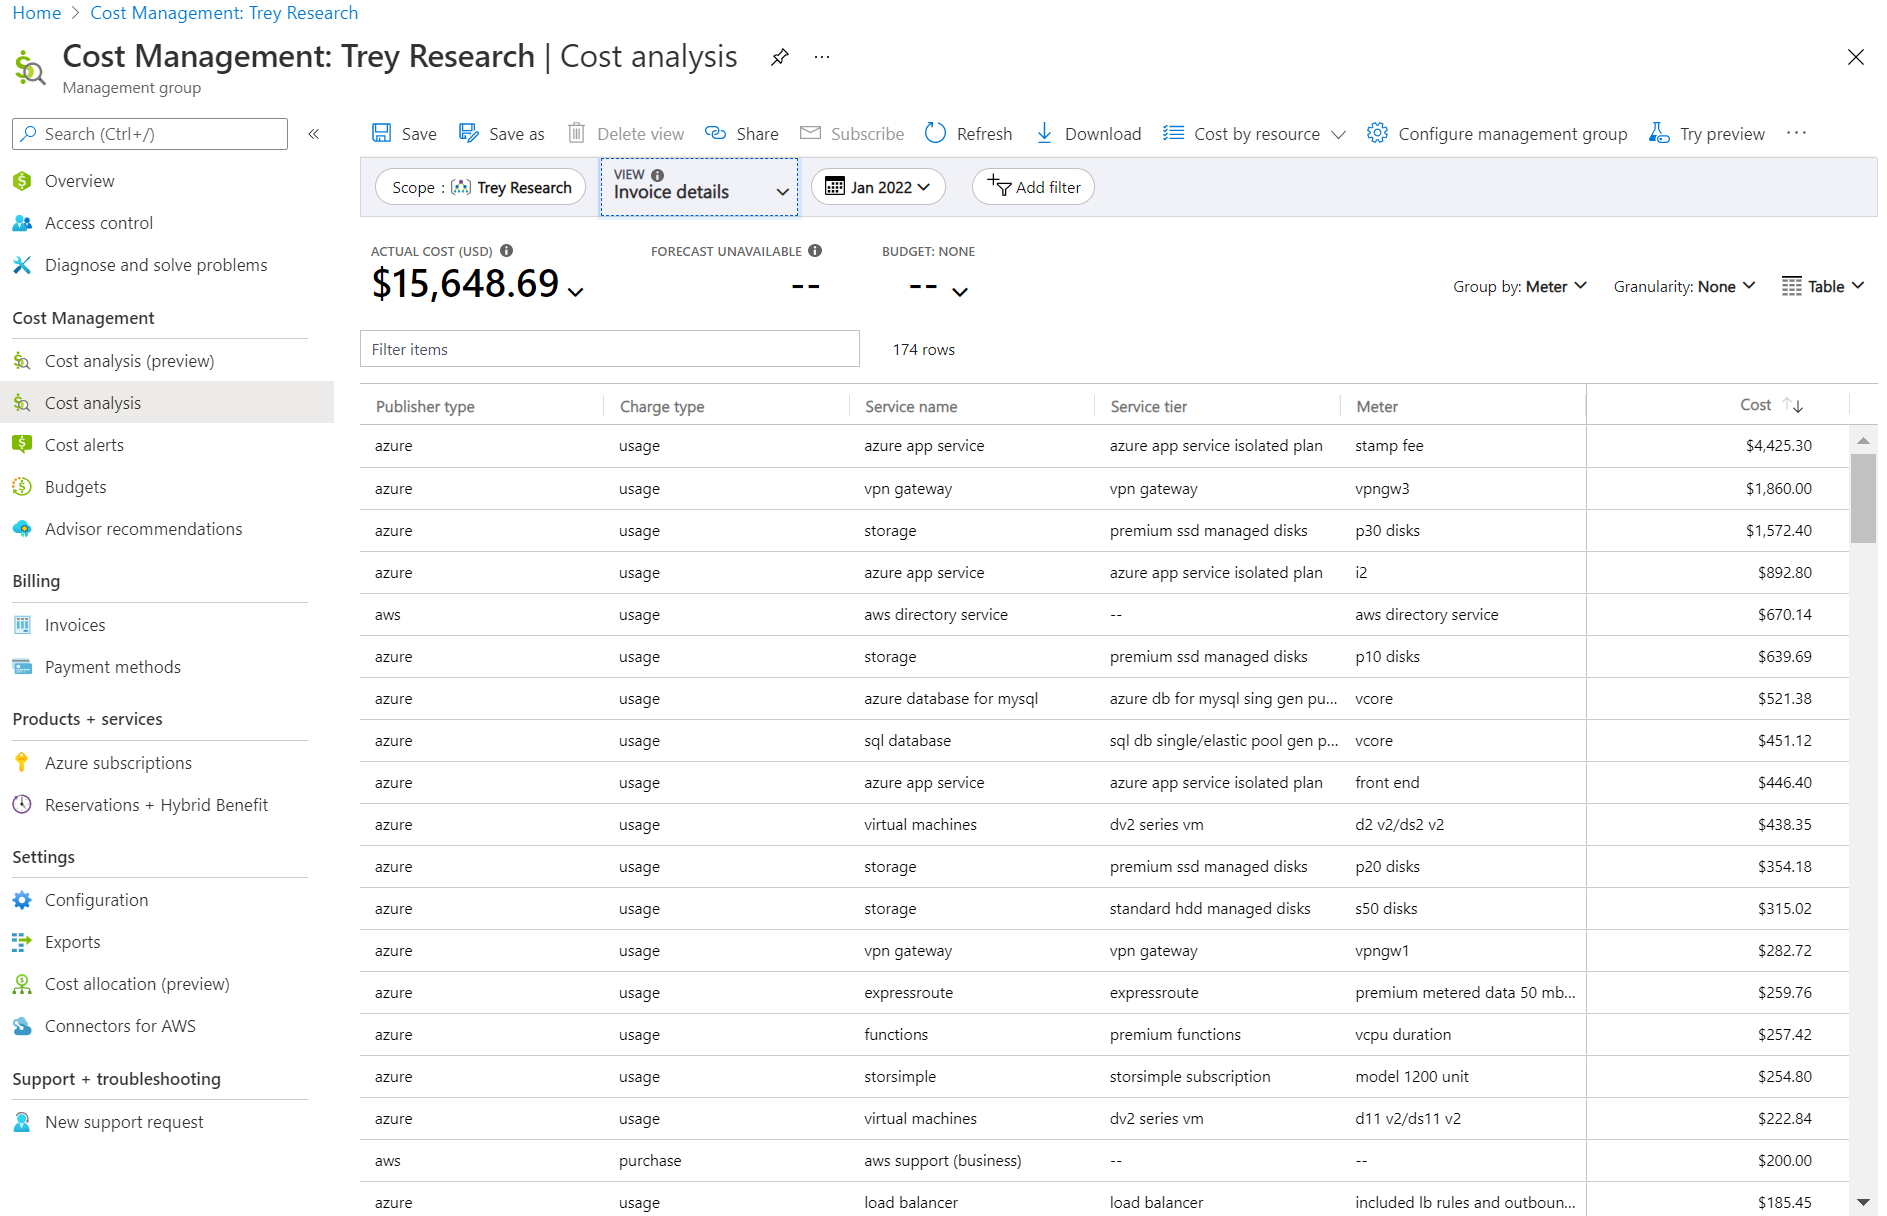 Home > Cost Management: Trey Research
Cost Management: Trey Research | Cost analysis
Management group
Search (Ctrl+/)
Overview
Access control
Diagnose and solve problems
Cost Management
Cost analysis (preview)
Cost analysis
Cost alerts
Budgets
Advisor recommendations
Billing
Invoices
Payment methods
Products + services
Azure subscriptions
Reservations + Hybrid Benefit
Settings
Configuration
Exports
Cost allocation (preview)
Connectors for AWS
Support + troubleshooting
New support request
Save Save as Delete view Share Subscribe Refresh Download Cost by resource Configure management group Try preview
Scope : Trey Research
VIEW
Invoice details
Jan 2022
Add filter
ACTUAL COST (USD)
$15,648.69
FORECAST UNAVAILABLE
--
BUDGET: NONE
--
Group by: Meter Granularity: None Table
Filter items
174 rows
Publisher type Charge type Service name Service tier Meter Cost
azure usage azure app service azure app service isolated plan stamp fee $4,425.30
azure usage vpn gateway vpn gateway vpngw3 $1,860.00
azure usage storage premium ssd managed disks p30 disks $1,572.40
azure usage azure app service azure app service isolated plan i2 $892.80
aws usage aws directory service -- aws directory service $670.14
azure usage storage premium ssd managed disks p10 disks $639.69
azure usage azure database for mysql azure db for mysql sing gen pu... vcore $521.38
azure usage sql database sql db single/elastic pool gen p... vcore $451.12
azure usage azure app service azure app service isolated plan front end $446.40
azure usage virtual machines dv2 series vm d2 v2/ds2 v2 $438.35
azure usage storage premium ssd managed disks p20 disks $354.18
azure usage storage standard hdd managed disks s50 disks $315.02
azure usage vpn gateway vpn gateway vpngw1 $282.72
azure usage expressroute expressroute premium metered data 50 mb... $259.76
azure usage functions premium functions vcpu duration $257.42
azure usage storsimple storsimple subscription model 1200 unit $254.80
azure usage virtual machines dv2 series vm d11 v2/ds11 v2 $222.84
aws purchase aws support (business) -- -- $200.00
azure usage load balancer load balancer included lb rules and outboun... $185.45